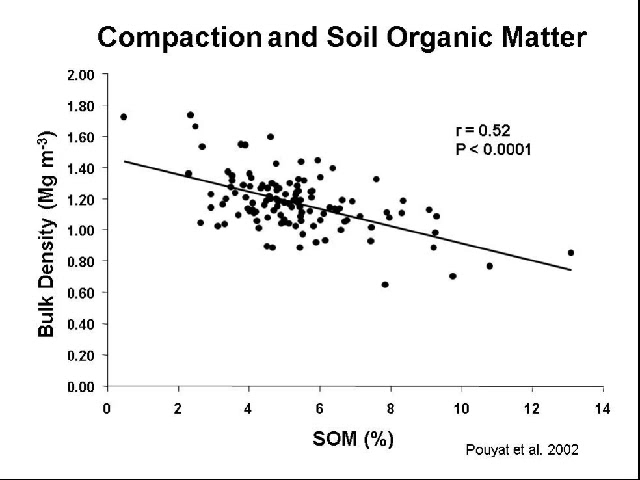 Compaction and Soil Organic Matter
2.00
1.80
1.60
1.40
1.20
1.00
0.80
0.60
0.40
0.20
0.00
Bulk Density (Mg m-3)
r = 0.52
P < 0.0001
0 2 4 6 8 10 12 14
SOM (%)
Pouyat et al. 2002